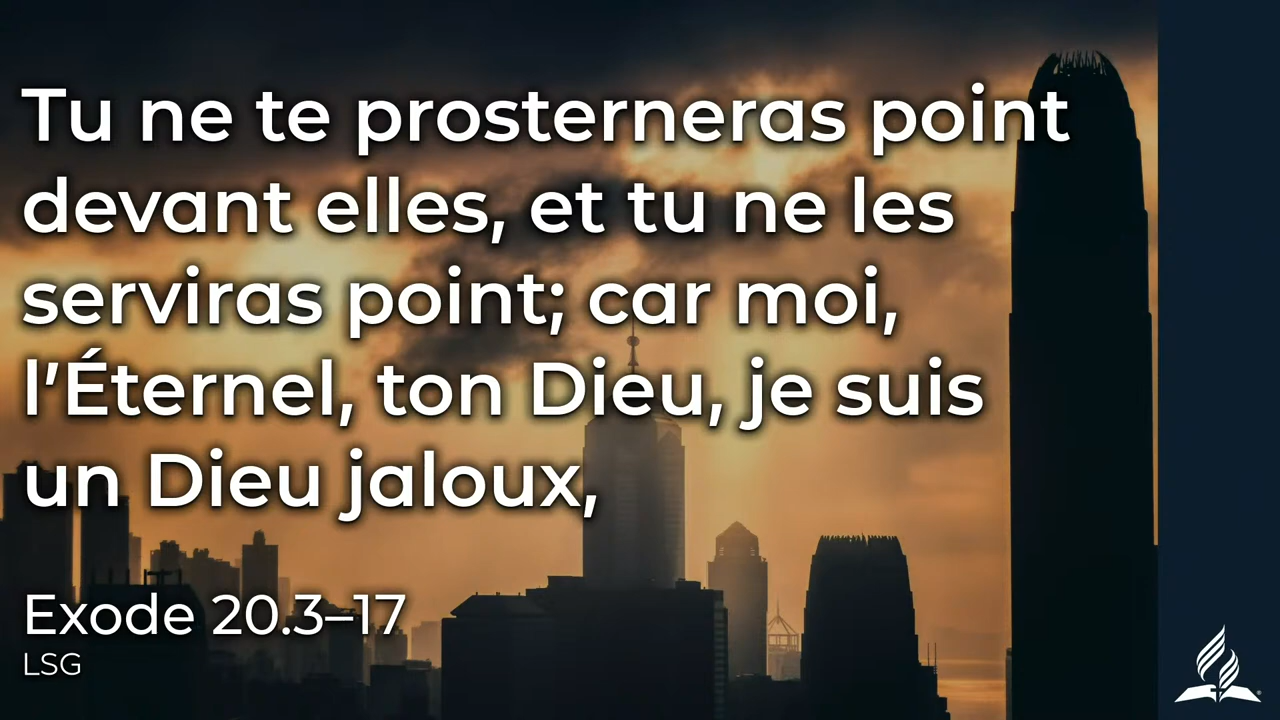 Tu ne te prosterneras point
devant elles, et tu ne les
serviras point; car moi,
l’Éternel, ton Dieu, je suis
un Dieu jaloux,
Exode 20.3–17
LSG